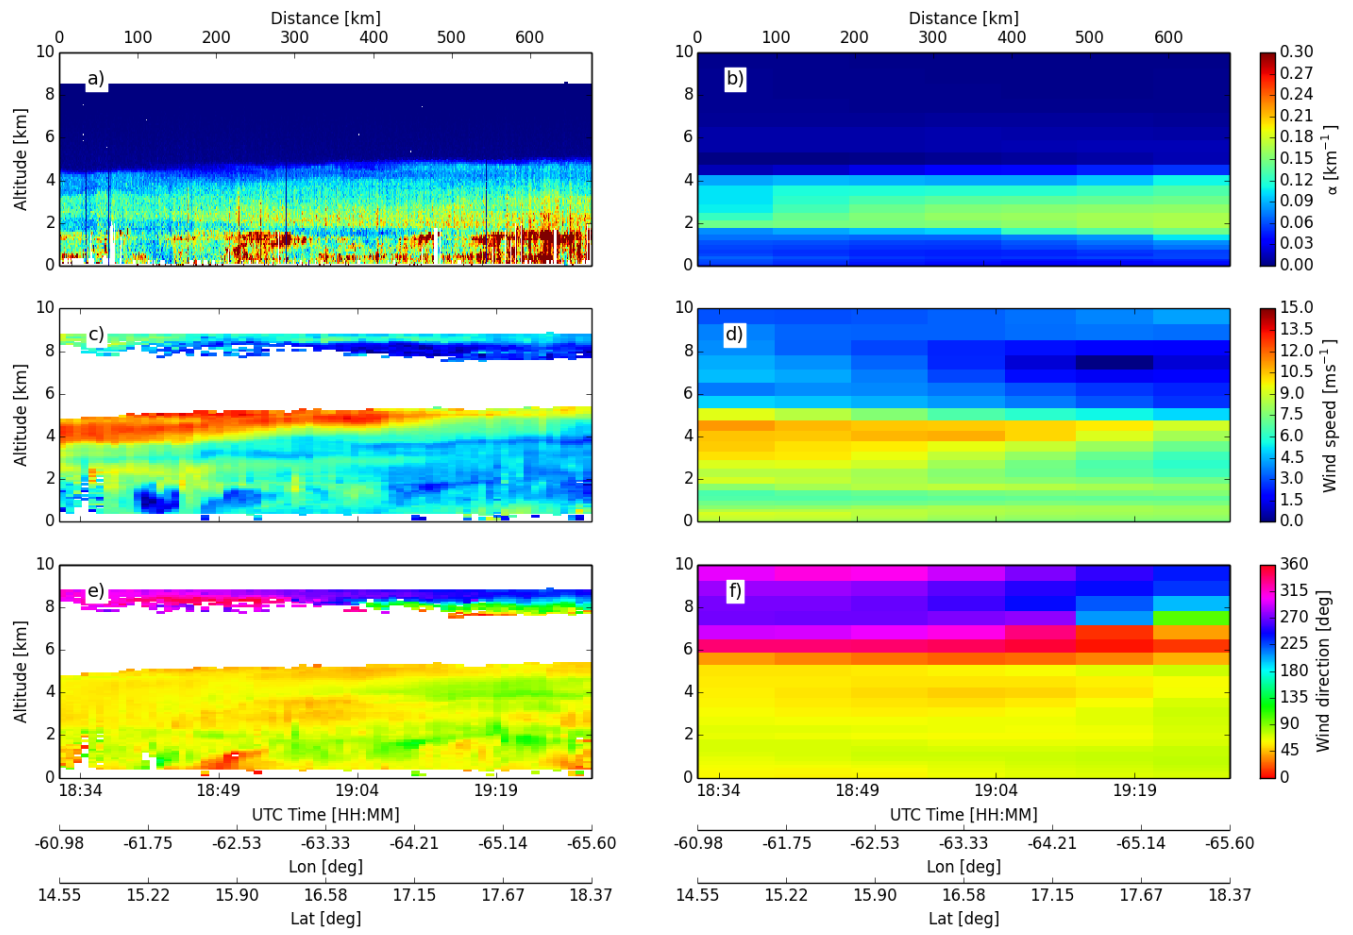 Distance [km] Distance [km]
0 100 200 300 400 500 600 0 100 200 300 400 500 600
10 10 0.30
a) b) 0.27
8 8 0.24
0.21
6 6 0.18
0.15
4 4 0.12
0.09
2 2 0.06
0.03
0 0 0.00
Altitude [km] α [km⁻¹]
10 10 15.0
c) d) 13.5
8 8 12.0
10.5
6 6 9.0
7.5
4 4 6.0
4.5
2 2 3.0
1.5
0 0 0.0
Altitude [km] Wind speed [ms⁻¹]
10 10 360
e) f) 315
8 8 270
6 6 225
180
4 4 135
2 2 90
45
0 0 0
Altitude [km] Wind direction [deg]
18:34 18:49 19:04 19:19 18:34 18:49 19:04 19:19
UTC Time [HH:MM] UTC Time [HH:MM]
-60.98 -61.75 -62.53 -63.33 -64.21 -65.14 -65.60 -60.98 -61.75 -62.53 -63.33 -64.21 -65.14 -65.60
Lon [deg] Lon [deg]
14.55 15.22 15.90 16.58 17.15 17.67 18.37 14.55 15.22 15.90 16.58 17.15 17.67 18.37
Lat [deg] Lat [deg]